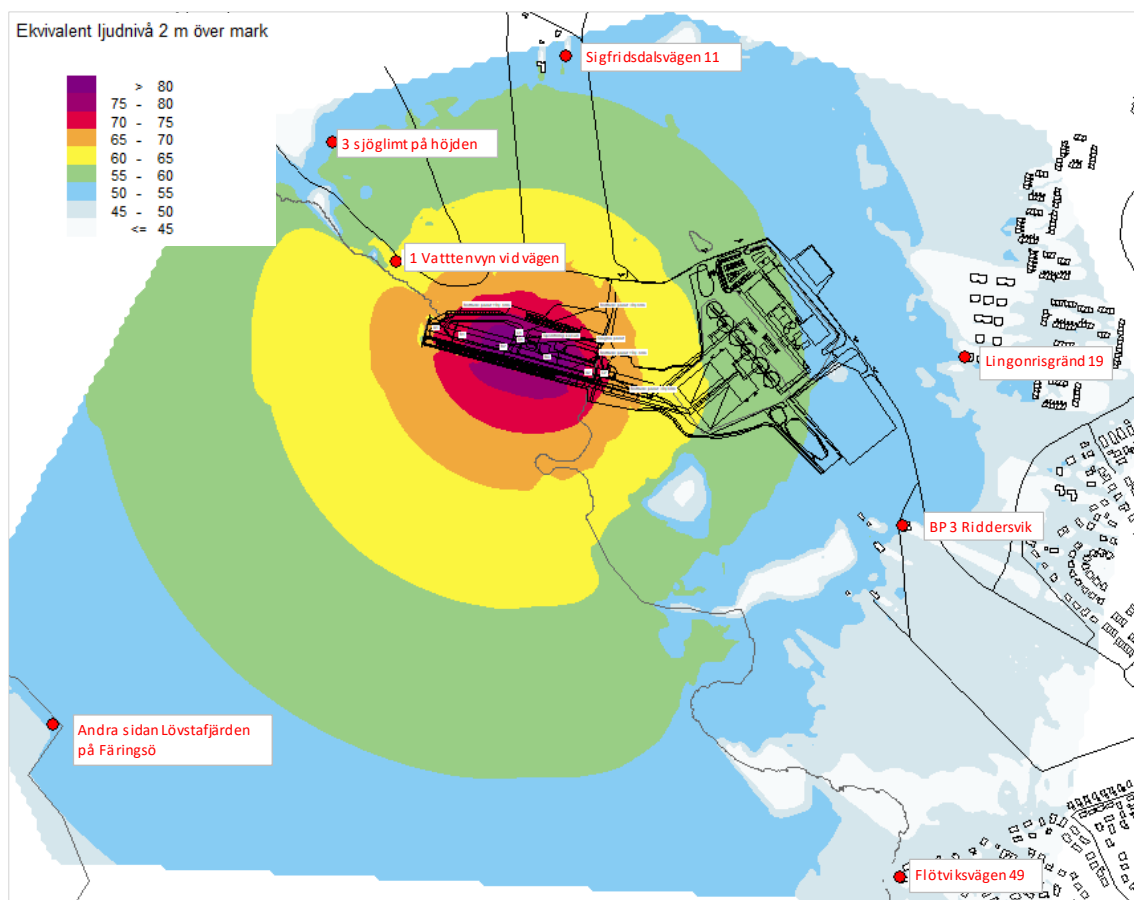 Ekvivalent ljudnivå 2 m över mark
> 80
75 - 80
70 - 75
65 - 70
60 - 65
55 - 60
50 - 55
45 - 50
<= 45
Sigfridsdalsvägen 11
3 sjöglimt på höjden
1 Vatttenvyn vid vägen
Lingonrisgränd 19
BP 3 Riddersvik
Andra sidan Lövstafjärden
på Färingsö
Flötviksvägen 49